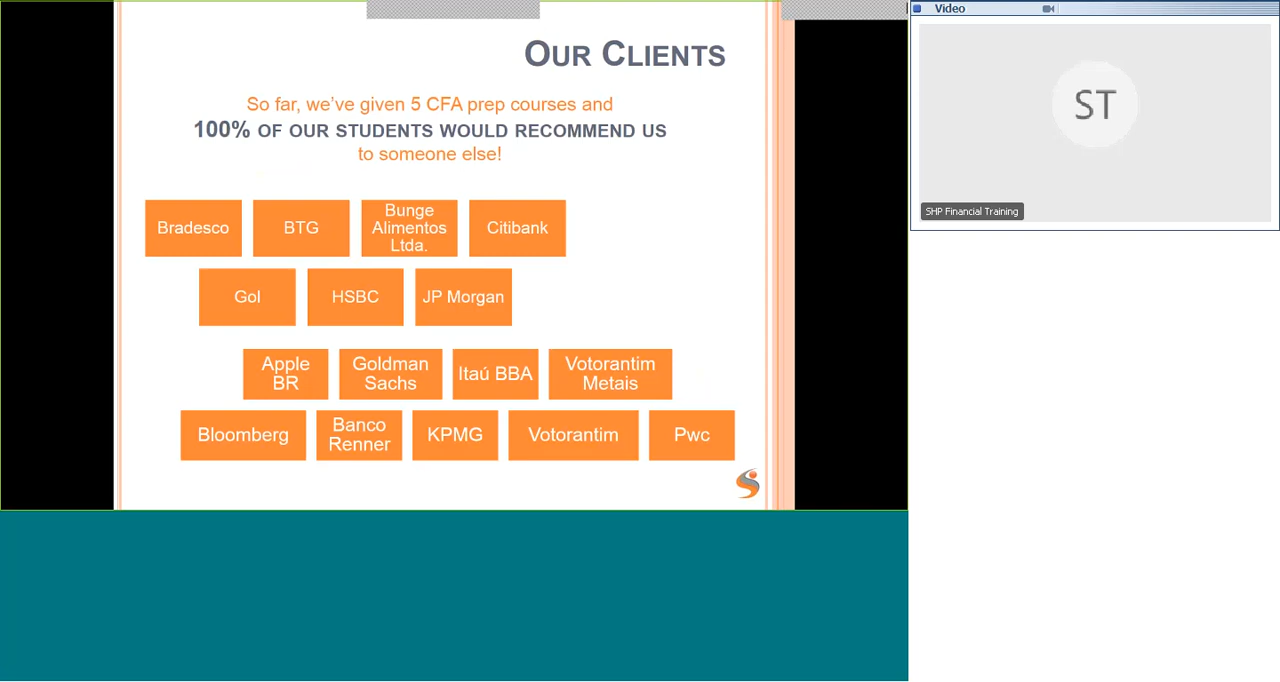 OUR CLIENTS
So far, we've given 5 CFA prep courses and
100% OF OUR STUDENTS WOULD RECOMMEND US
to someone else!
Bradesco
BTG
Bunge
Alimentos
Ltda.
Citibank
Gol
HSBC
JP Morgan
Apple
BR
Goldman
Sachs
Itaú BBA
Votorantim
Metais
Bloomberg
Banco
Renner
KPMG
Votorantim
Pwc
Video
ST
SHP Financial Training